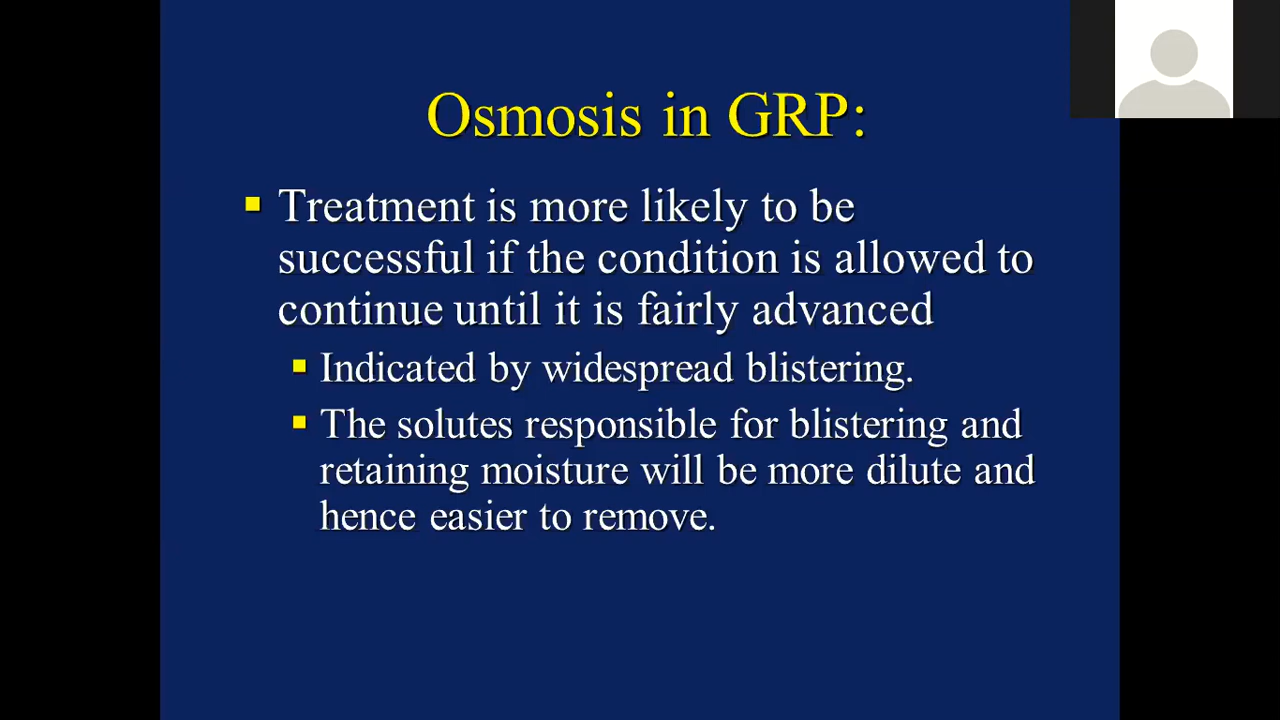 Osmosis in GRP:
Treatment is more likely to be
successful if the condition is allowed to
continue until it is fairly advanced
Indicated by widespread blistering.
The solutes responsible for blistering and
retaining moisture will be more dilute and
hence easier to remove.